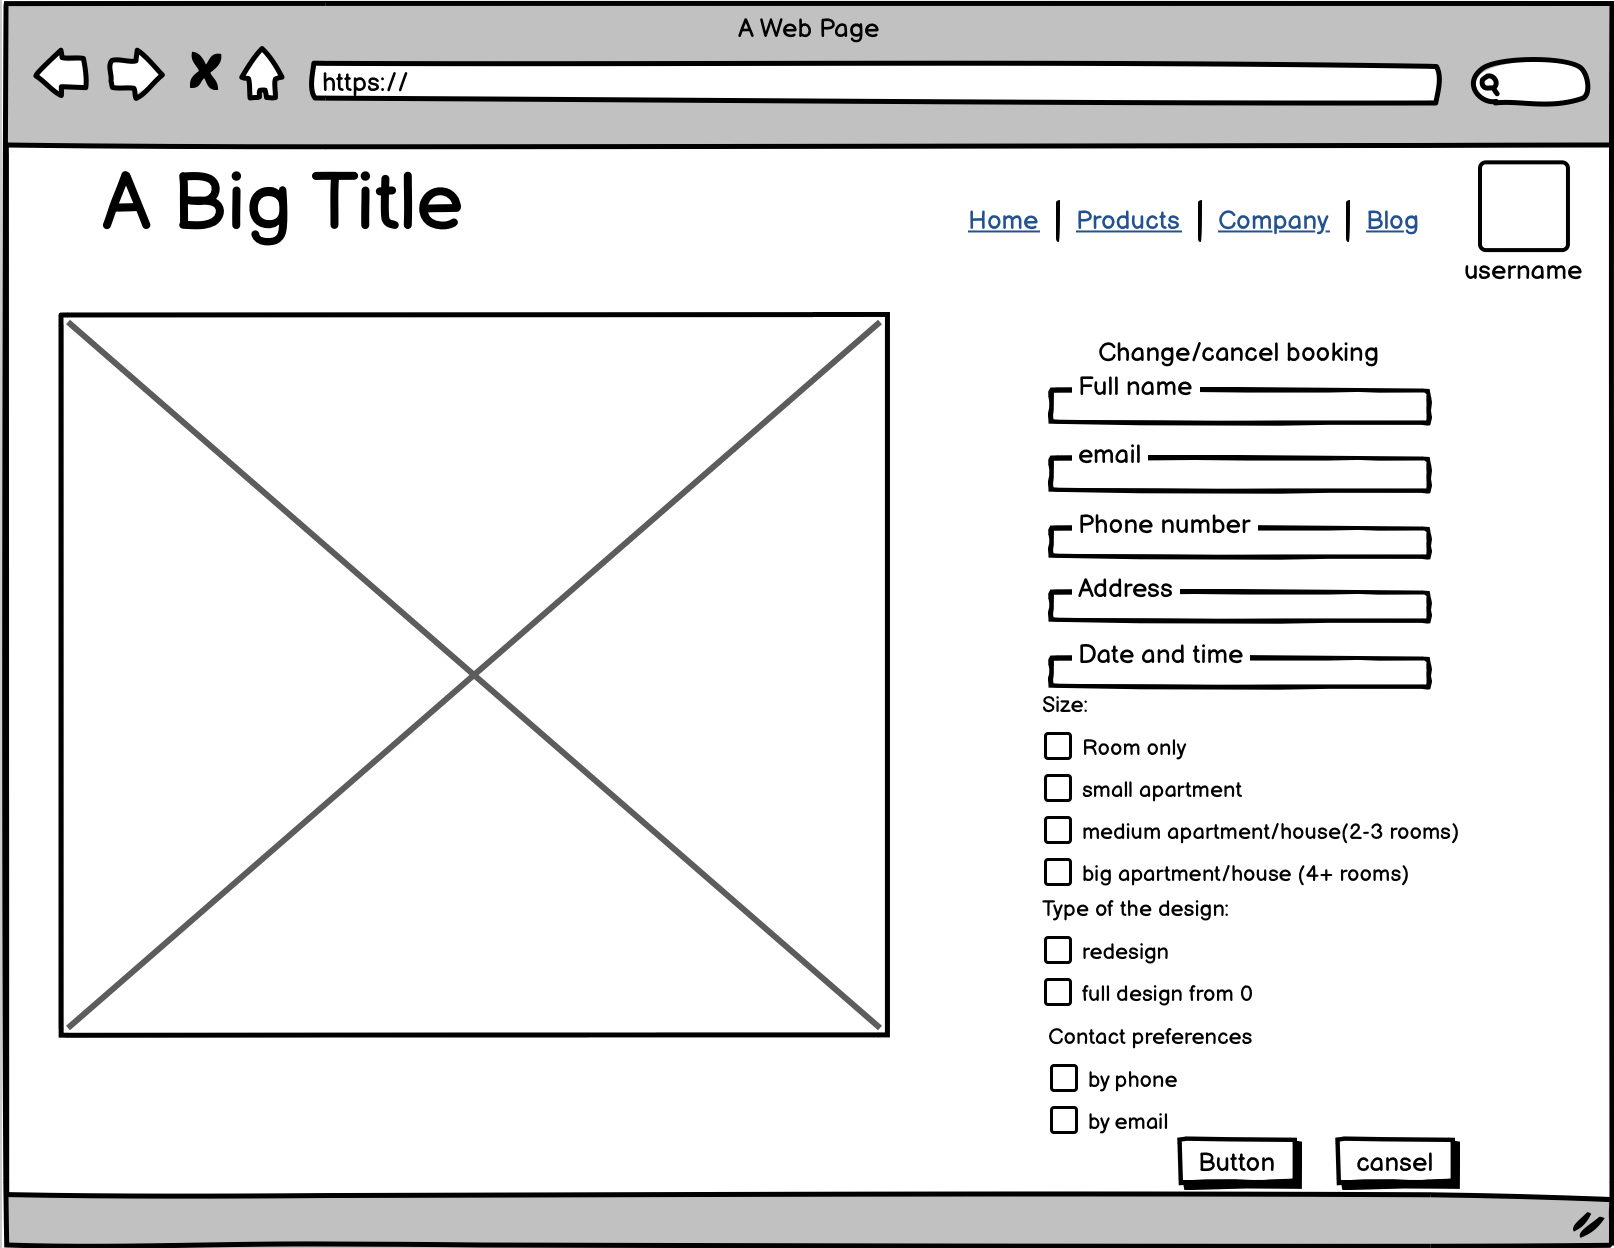 A Web Page
https://
A Big Title
Home
Products
Company
Blog
username
Change/cancel booking
Full name
email
Phone number
Address
Date and time
Size:
Room only
small apartment
medium apartment/house(2-3 rooms)
big apartment/house (4+ rooms)
Type of the design:
redesign
full design from 0
Contact preferences
by phone
by email
Button
cansel